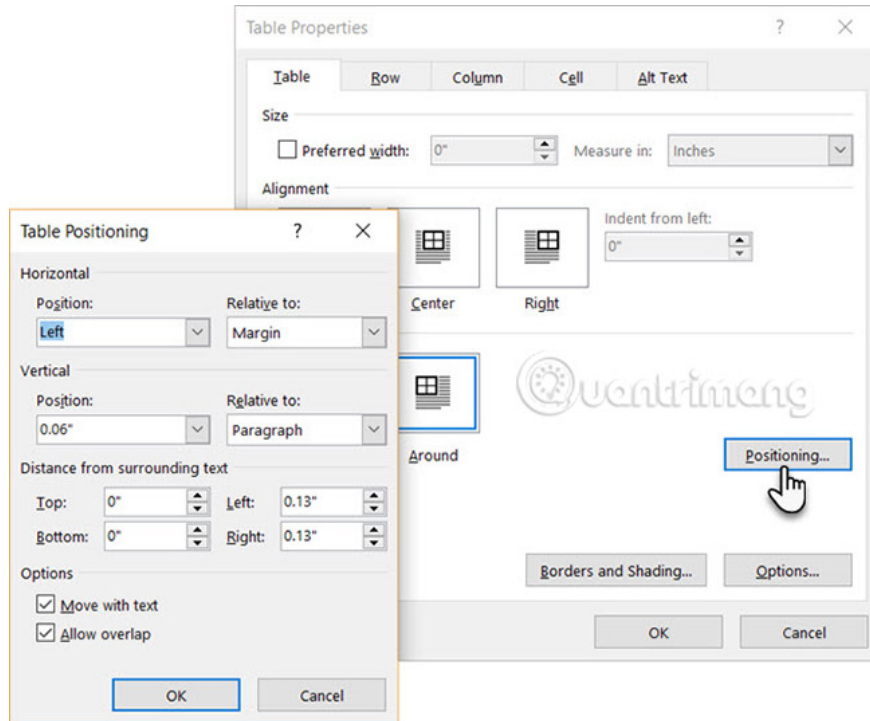 Table Properties ?
Table Row Column Cell Alt Text
Size
Preferred width: 0" Measure in: Inches
Alignment
Indent from left:
0"
Center Right
Around
Quantrimang
Positioning...
Borders and Shading... Options...
OK Cancel
Table Positioning ?
Horizontal
Position: Relative to:
Left Margin
Vertical
Position: Relative to:
0.06" Paragraph
Distance from surrounding text
Top: 0" Left: 0.13"
Bottom: 0" Right: 0.13"
Options
Move with text
Allow overlap
OK Cancel